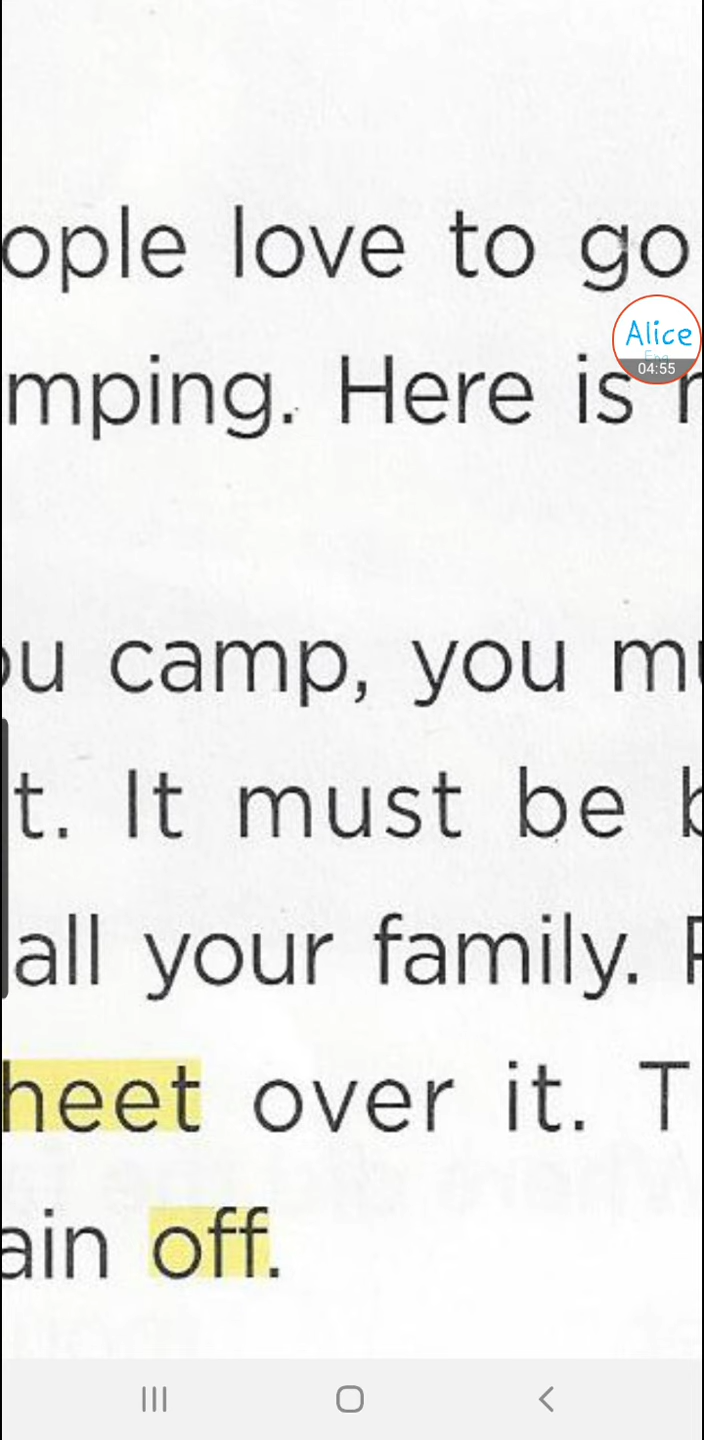 ople love to go
Alice
04:55
mping. Here is
ou camp, you mu
t. It must be b
all your family. P
heet over it. T
ain off.